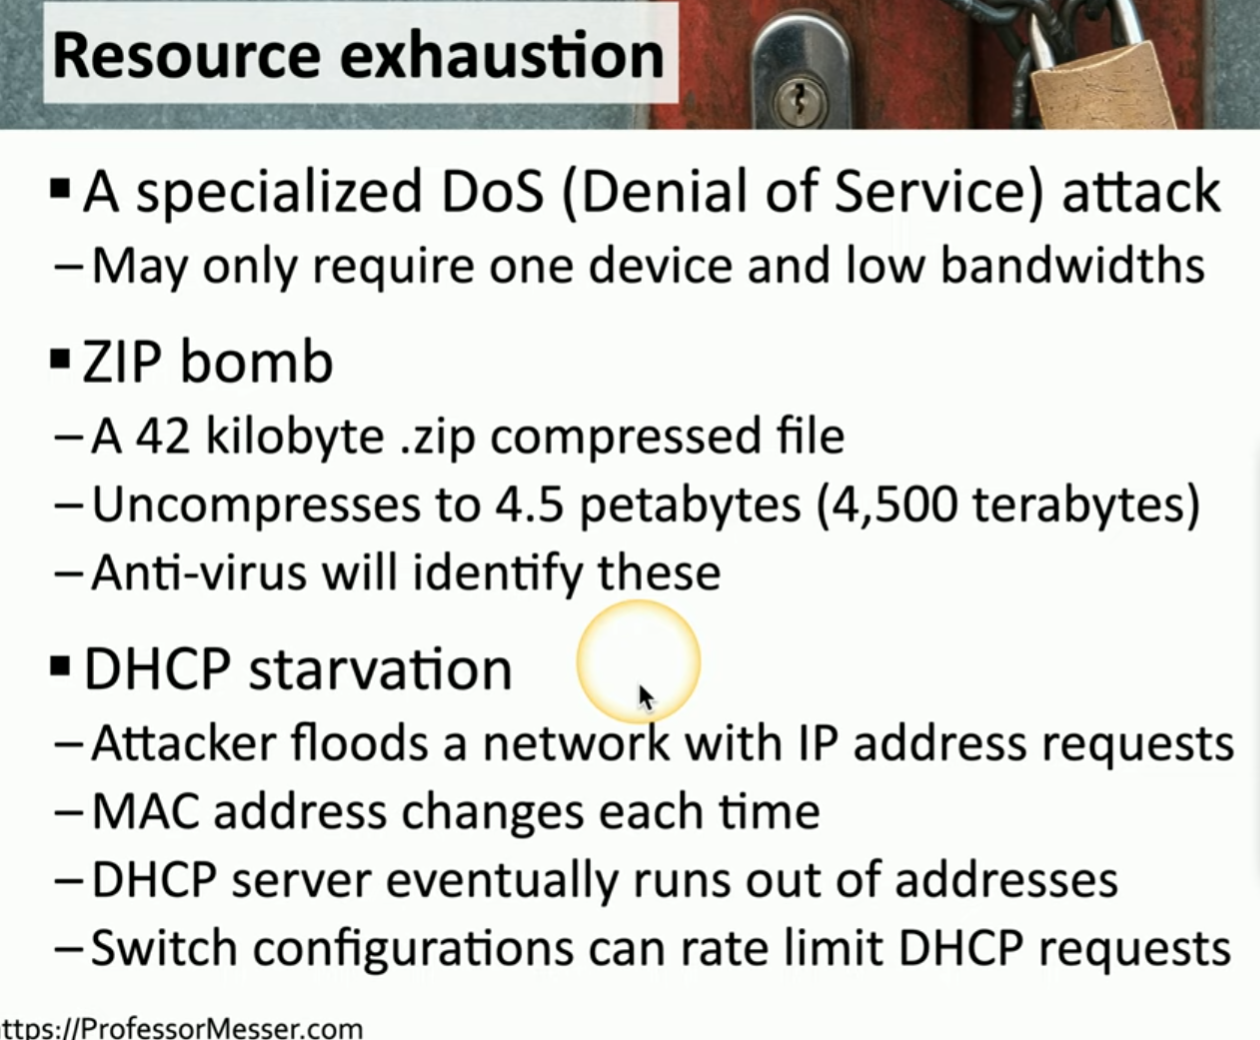 Resource exhaustion
▪ A specialized DoS (Denial of Service) attack
– May only require one device and low bandwidths
▪ ZIP bomb
– A 42 kilobyte .zip compressed file
– Uncompresses to 4.5 petabytes (4,500 terabytes)
– Anti-virus will identify these
▪ DHCP starvation
– Attacker floods a network with IP address requests
– MAC address changes each time
– DHCP server eventually runs out of addresses
– Switch configurations can rate limit DHCP requests
ttps://ProfessorMesser.com